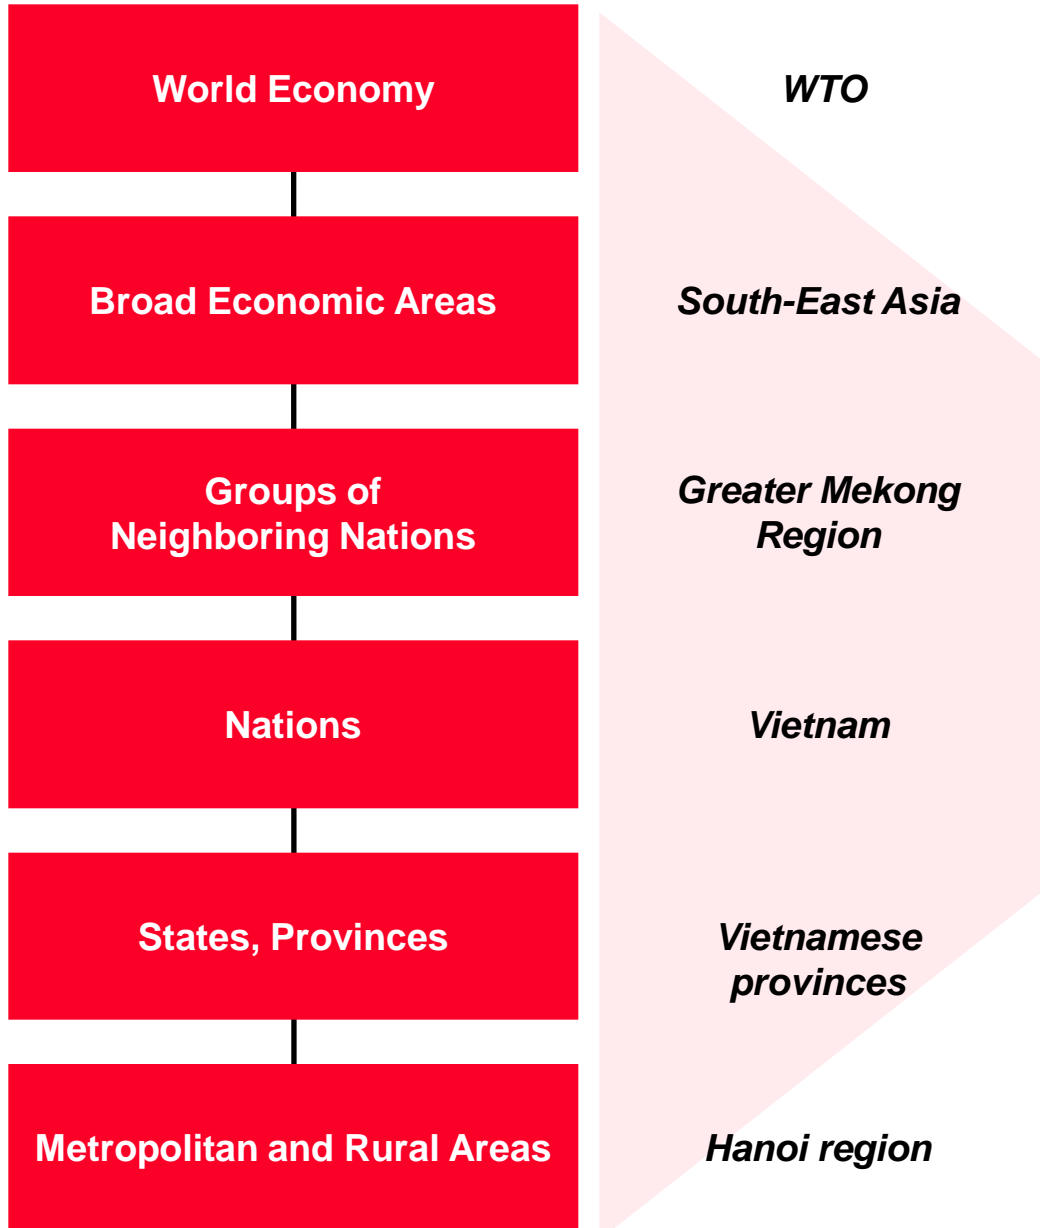 World Economy
WTO
Broad Economic Areas
South-East Asia
Groups of
Neighboring Nations
Greater Mekong
Region
Nations
Vietnam
States, Provinces
Vietnamese
provinces
Metropolitan and Rural Areas
Hanoi region